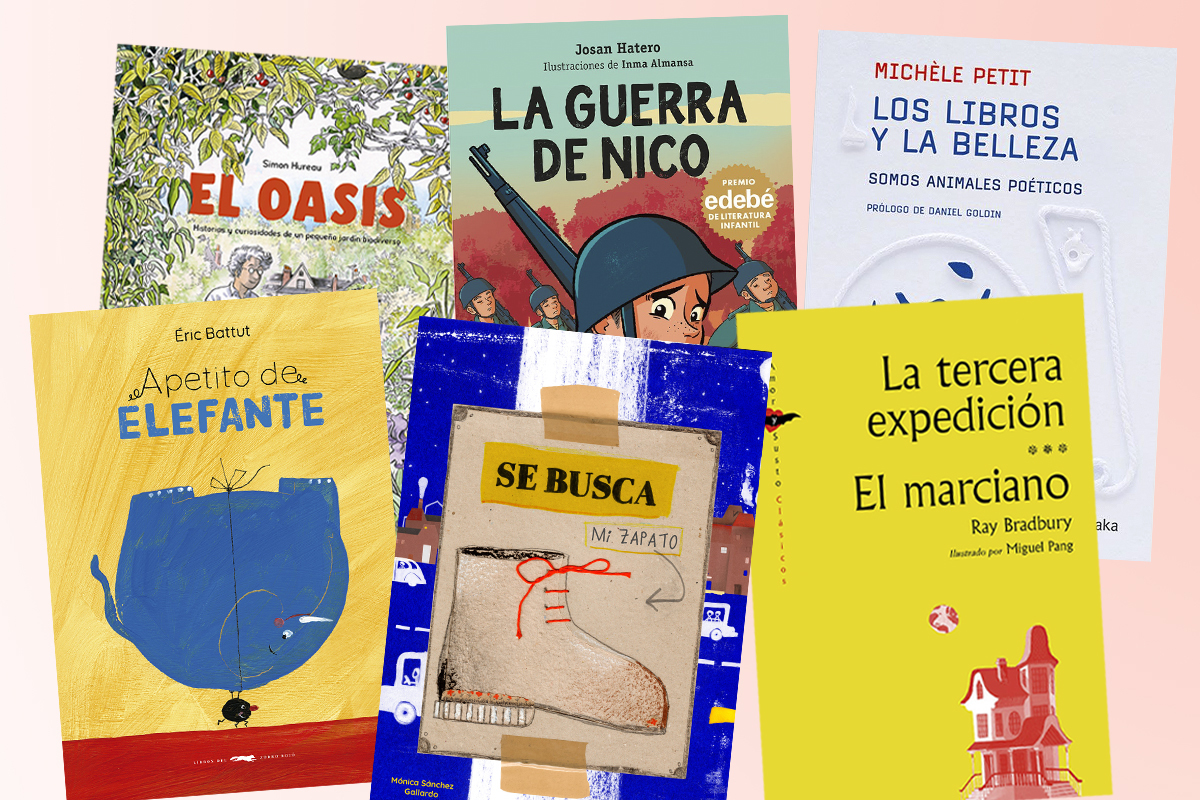 Simon Hureau
EL OASIS
Historias y curiosidades de un pequeño jardín biodiverso
Josan Hatero
Ilustraciones de Inma Almansa
LA GUERRA
DE NICO
PREMIO
edebé
DE LITERATURA
INFANTIL
MICHÈLE PETIT
LOS LIBROS
Y LA BELLEZA
SOMOS ANIMALES POÉTICOS
PRÓLOGO DE DANIEL GOLDIN
aka
Éric Battut
Apetito de
ELEFANTE
LIBROS DEL ZORRO ROJO
SE BUSCA
Mi ZAPATO
Mónica Sánchez
Gallardo
y Susto Clásicos
La tercera
expedición
El marciano
Ray Bradbury
Ilustrado por Miguel Pang